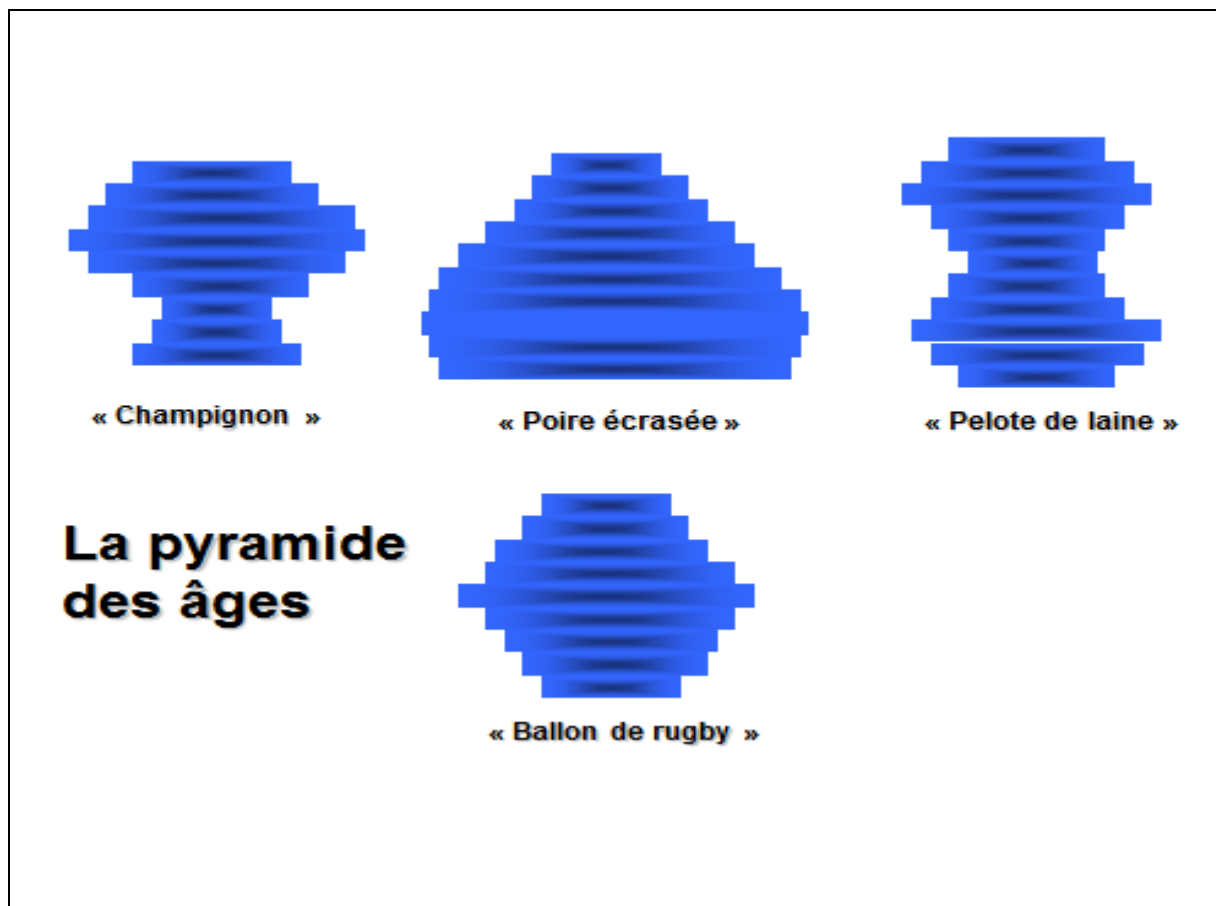 « Champignon »
« Poire écrasée »
« Pelote de laine »
La pyramide
des âges
« Ballon de rugby »